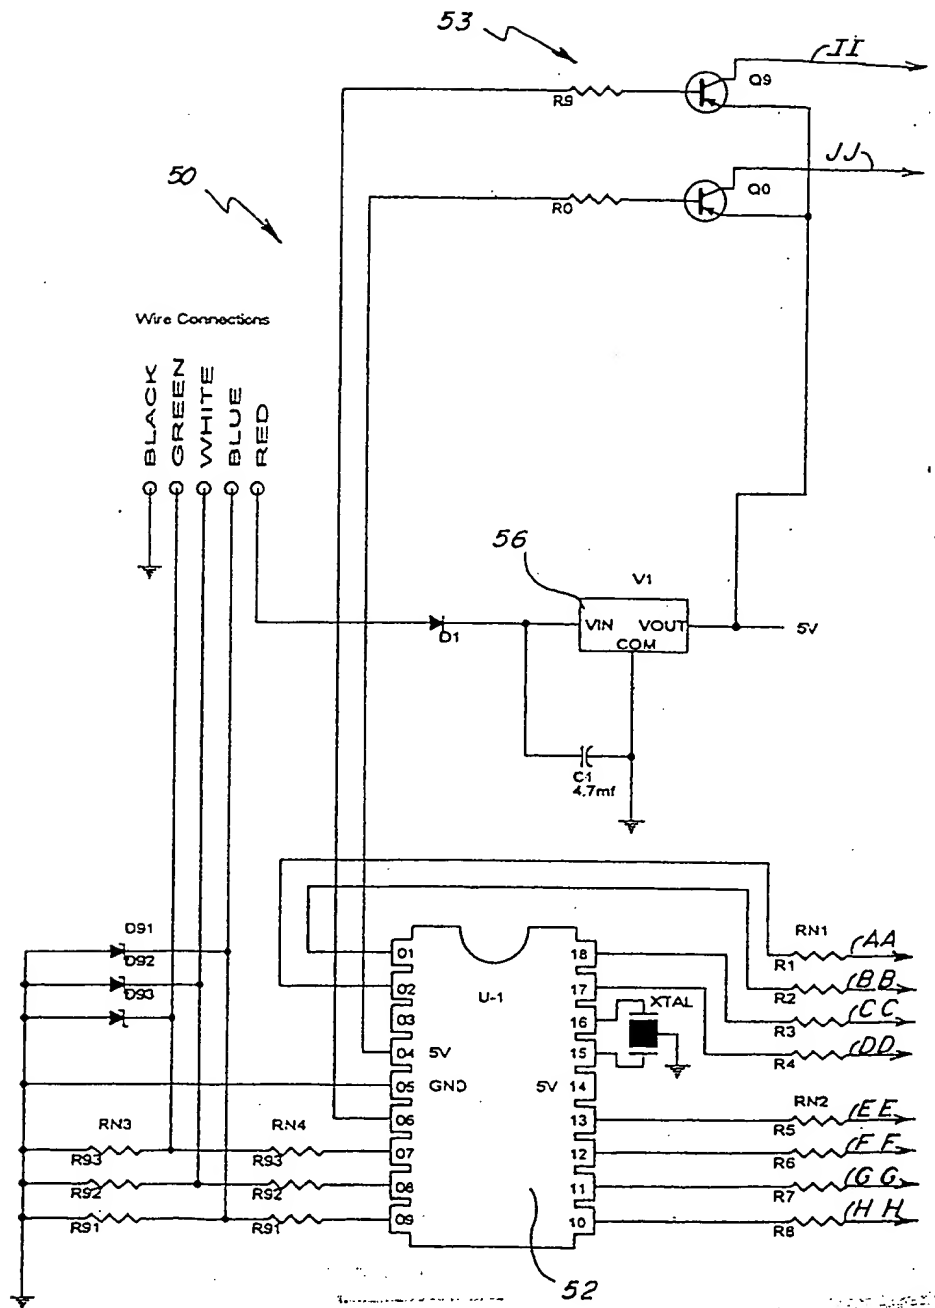 53
II
Q9
R9
JJ
50
Q0
R0
Wire Connections
BLACK
GREEN
WHITE
BLUE
RED
56
V1
VIN VOUT
COM
5V
D1
C1
4.7mf
D91
D92
D93
RN1
AA
R1
BB
R2
CC
R3
DD
R4
01
02
03
04
05
06
07
08
09
U-1
5V
GND
5V
18
17
16
15
14
13
12
11
10
XTAL
RN2
EE
R5
FF
R6
GG
R7
HH
R8
RN3
RN4
R93
R93
R92
R92
R91
R91
52